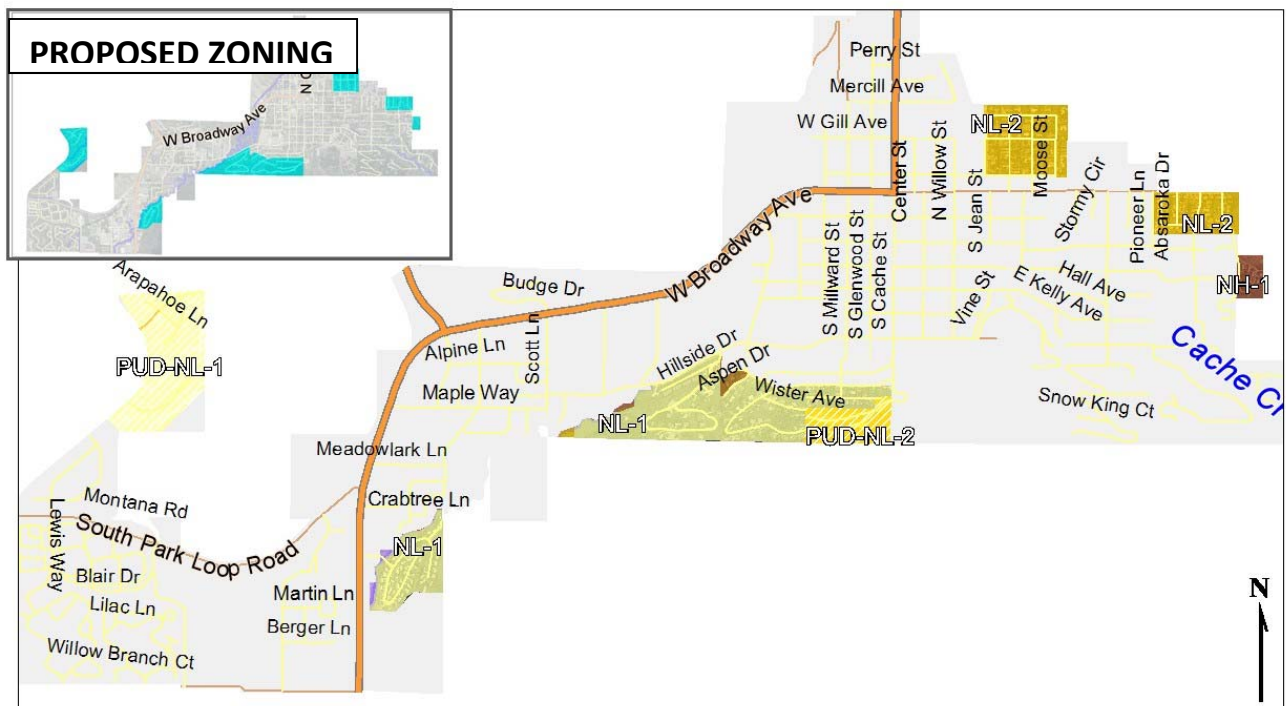 PROPOSED ZONING
W Broadway Ave
Perry St
Mercill Ave
W Gill Ave
NL-2
Center St
N Willow St
S Jean St
Moose St
Stormy Cir
Pioneer Ln
Absaroka Dr
NL-2
W Broadway Ave
S Millward St
S Glenwood St
S Cache St
Vine St
Hall Ave
E Kelly Ave
NH-1
Arapahoe Ln
PUD-NL-1
Budge Dr
Alpine Ln
Scott Ln
Maple Way
Hillside Dr
Aspen Dr
Wister Ave
Cache Cr
Snow King Ct
NL-1
PUD-NL-2
Meadowlark Ln
Montana Rd
Crabtree Ln
Lewis Way
South Park Loop Road
NL-1
Blair Dr
Lilac Ln
Martin Ln
Berger Ln
Willow Branch Ct
N